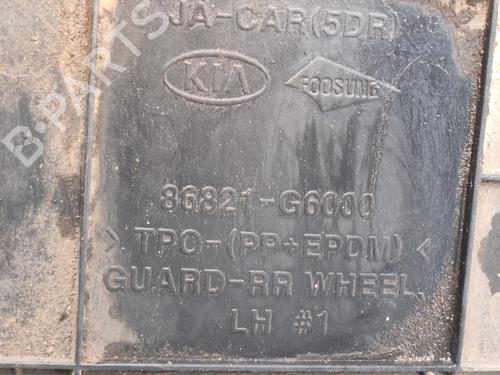 JA-CAR (5DR)
KIA FOOSUNG
86821-G6000
> TPO-(PP+EPDM) <
GUARD-RR WHEEL,
LH #1
B-PARTS